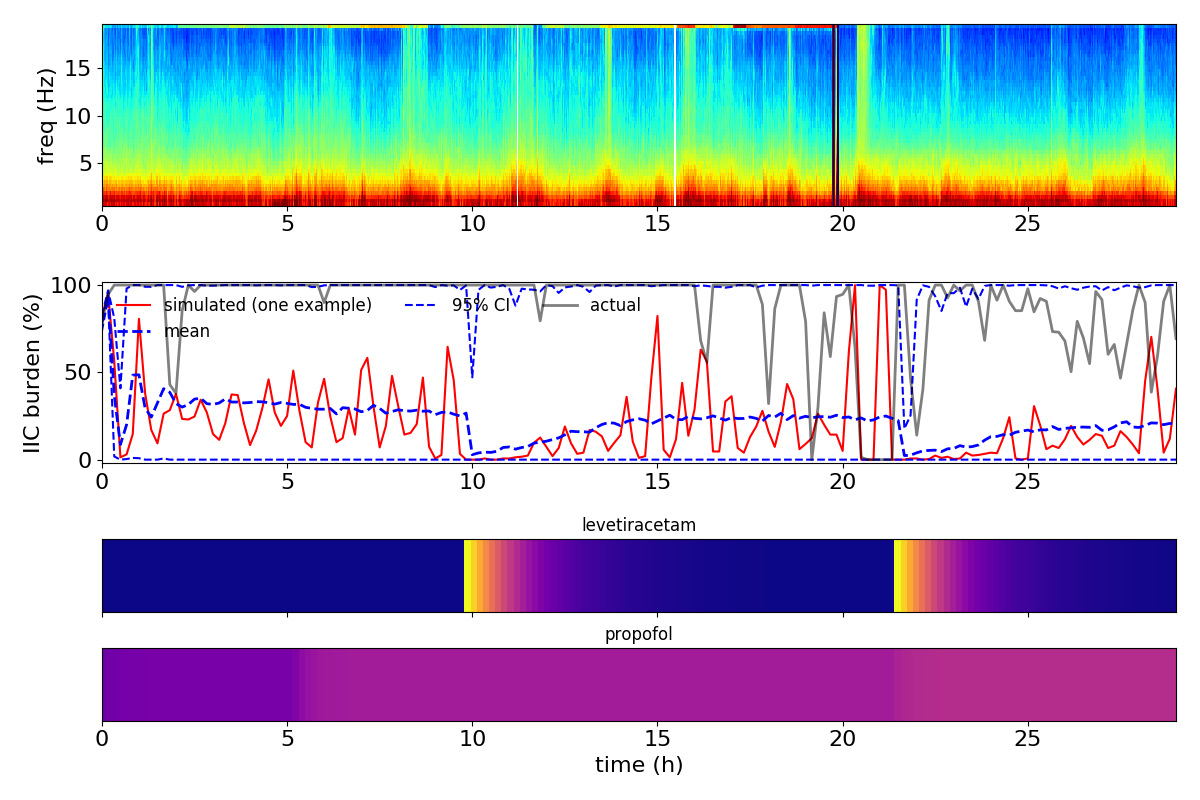 freq (Hz)
15
10
5
0 5 10 15 20 25
IIC burden (%)
100
50
0
simulated (one example)
mean
95% CI
actual
0 5 10 15 20 25
levetiracetam
propofol
0 5 10 15 20 25
time (h)